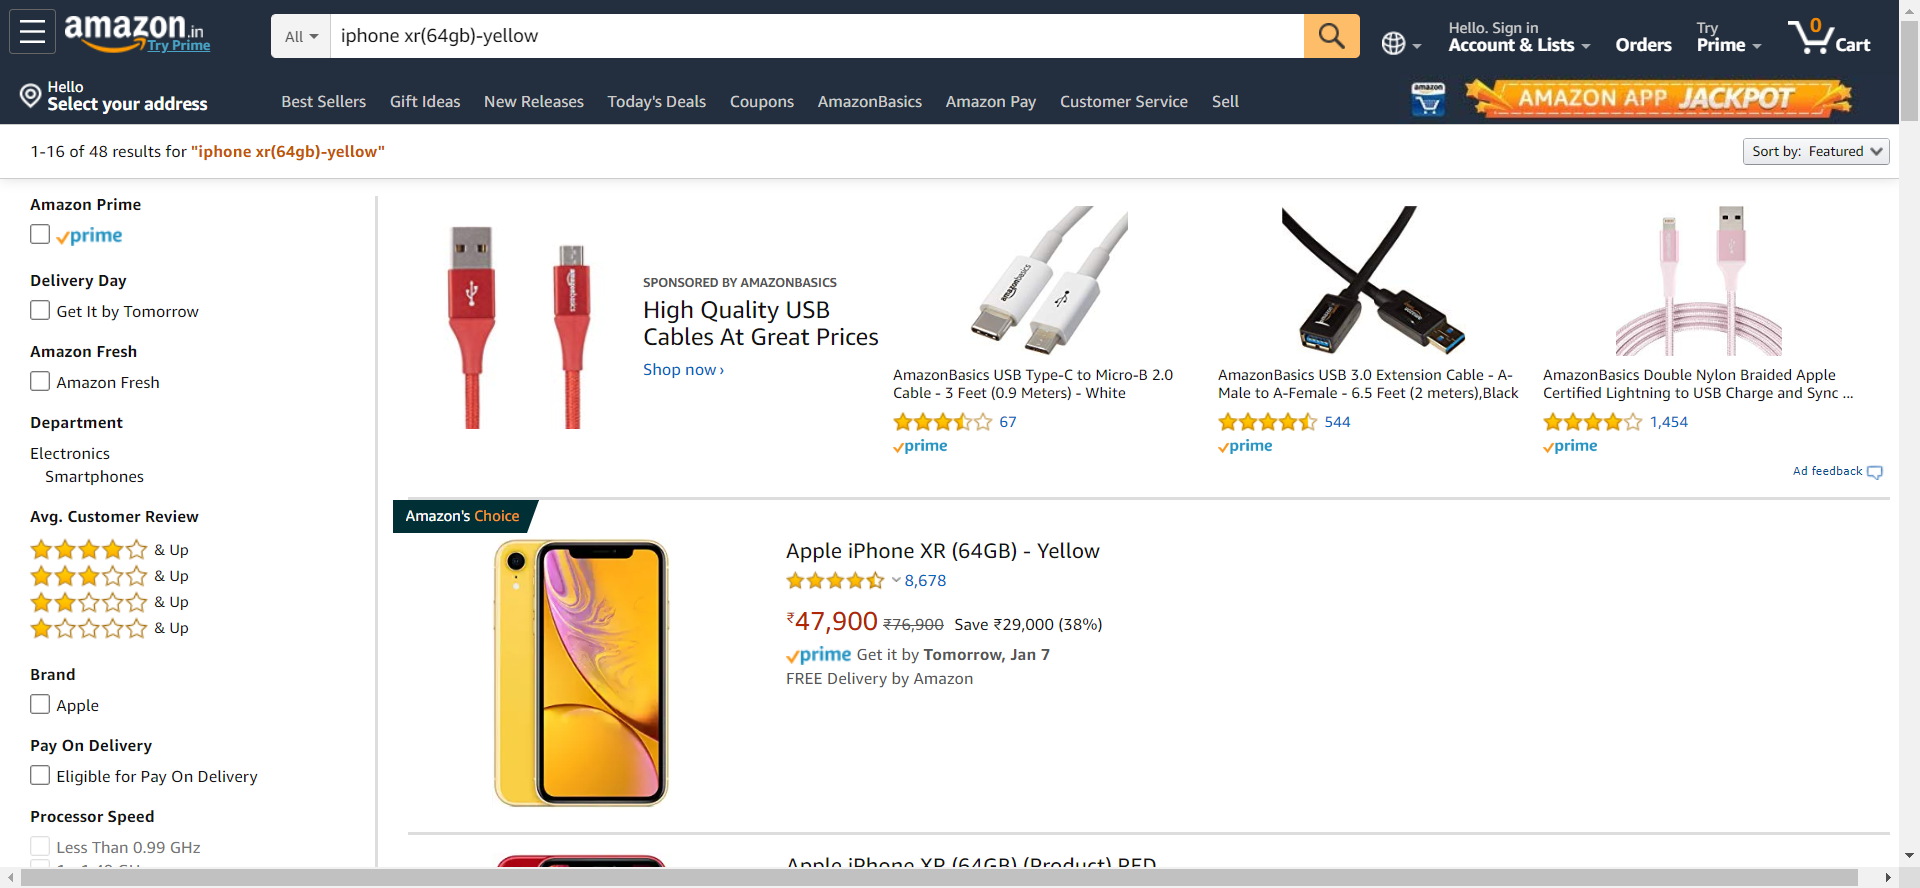 amazon.in
Try Prime
All
iphone xr(64gb)-yellow
Hello. Sign in
Account & Lists
Orders
Try
Prime
0
Cart
Hello
Select your address
Best Sellers
Gift Ideas
New Releases
Today's Deals
Coupons
AmazonBasics
Amazon Pay
Customer Service
Sell
amazon
AMAZON APP JACKPOT
1-16 of 48 results for "iphone xr(64gb)-yellow"
Sort by: Featured
Amazon Prime
prime
Delivery Day
Get It by Tomorrow
Amazon Fresh
Amazon Fresh
Department
Electronics
Smartphones
Avg. Customer Review
& Up
& Up
& Up
& Up
Brand
Apple
Pay On Delivery
Eligible for Pay On Delivery
Processor Speed
Less Than 0.99 GHz
amazonbasics
SPONSORED BY AMAZONBASICS
High Quality USB
Cables At Great Prices
Shop now ›
amazonbasics
AmazonBasics USB Type-C to Micro-B 2.0
Cable - 3 Feet (0.9 Meters) - White
67
prime
AmazonBasics USB 3.0 Extension Cable - A-
Male to A-Female - 6.5 Feet (2 meters),Black
544
prime
AmazonBasics Double Nylon Braided Apple
Certified Lightning to USB Charge and Sync ...
1,454
prime
Ad feedback
Amazon's Choice
Apple iPhone XR (64GB) - Yellow
8,678
₹47,900 ₹76,900 Save ₹29,000 (38%)
prime Get it by Tomorrow, Jan 7
FREE Delivery by Amazon
Apple iPhone XR (64GB) (Product) RED